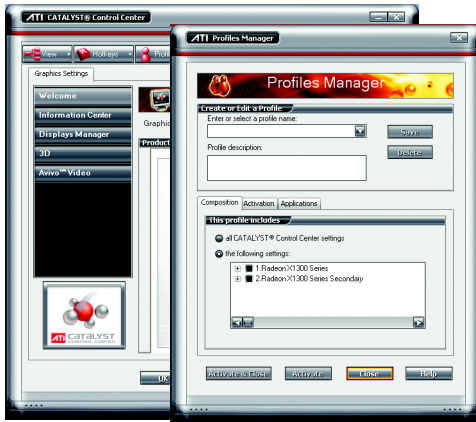 ATI CATALYST® Control Center
View
Hotkeys
Profil
Graphics Settings
Welcome
Information Center
Displays Manager
3D
Avivo™ Video
Graphic
Product
ATI CATALYST
CONTROL CENTER
OK
ATI Profiles Manager
Profiles Manager
Create or Edit a Profile
Enter or select a profile name:
Save
Profile description:
Delete
Composition
Activation
Applications
This profile includes
all CATALYST® Control Center settings
the following settings:
1.Radeon X1300 Series
2.Radeon X1300 Series Secondary
Activate & Close
Activate
Close
Help